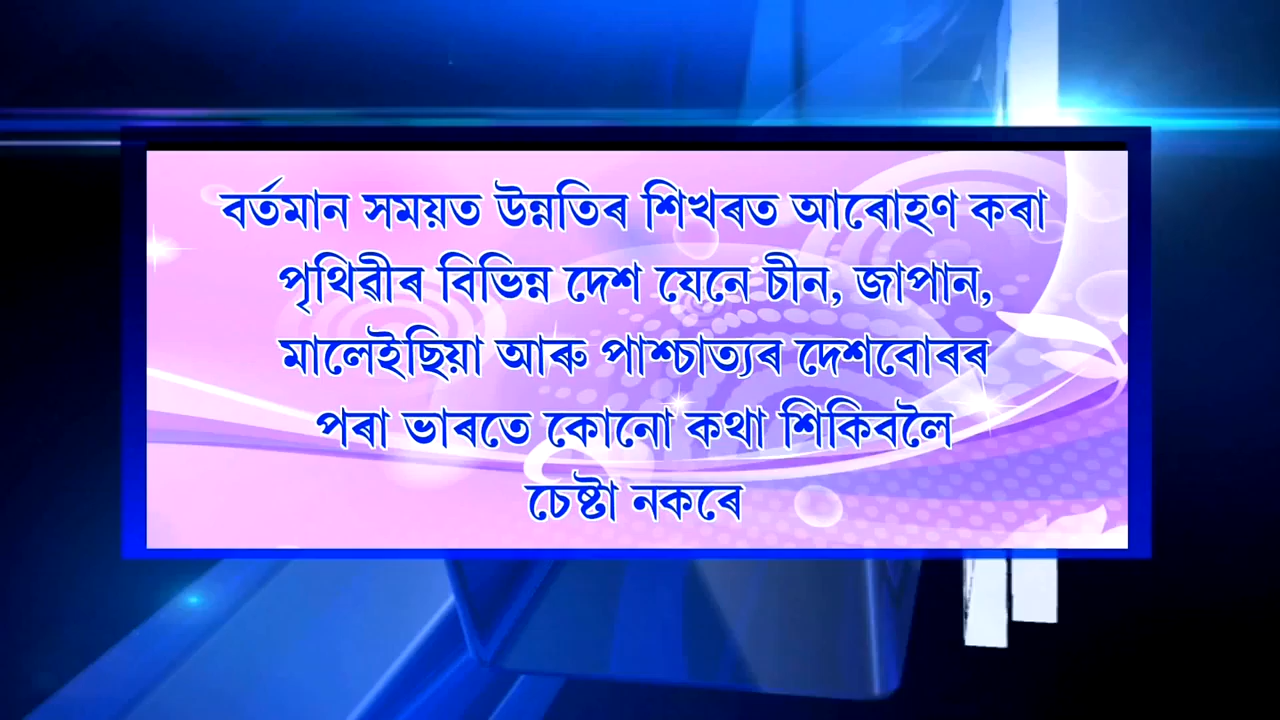 বৰ্তমান সময়ত উন্নতিৰ শিখৰত আৰোহণ কৰা
পৃথিৱীৰ বিভিন্ন দেশ যেনে চীন, জাপান,
মালেইছিয়া আৰু পাশ্চাত্যৰ দেশবোৰৰ
পৰা ভাৰতে কোনো কথা শিকিবলৈ
চেষ্টা নকৰে